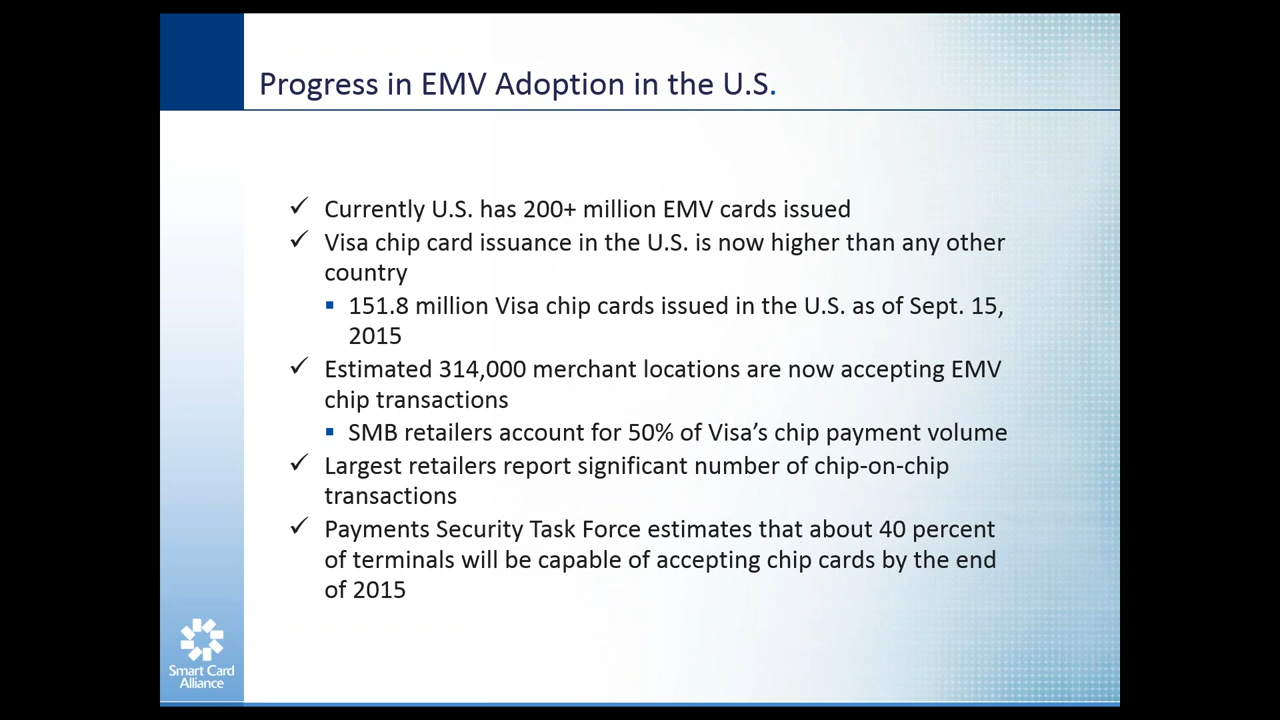 Progress in EMV Adoption in the U.S.
✓ Currently U.S. has 200+ million EMV cards issued
✓ Visa chip card issuance in the U.S. is now higher than any other
country
▪ 151.8 million Visa chip cards issued in the U.S. as of Sept. 15,
2015
✓ Estimated 314,000 merchant locations are now accepting EMV
chip transactions
▪ SMB retailers account for 50% of Visa’s chip payment volume
✓ Largest retailers report significant number of chip-on-chip
transactions
✓ Payments Security Task Force estimates that about 40 percent
of terminals will be capable of accepting chip cards by the end
of 2015
Smart Card
Alliance